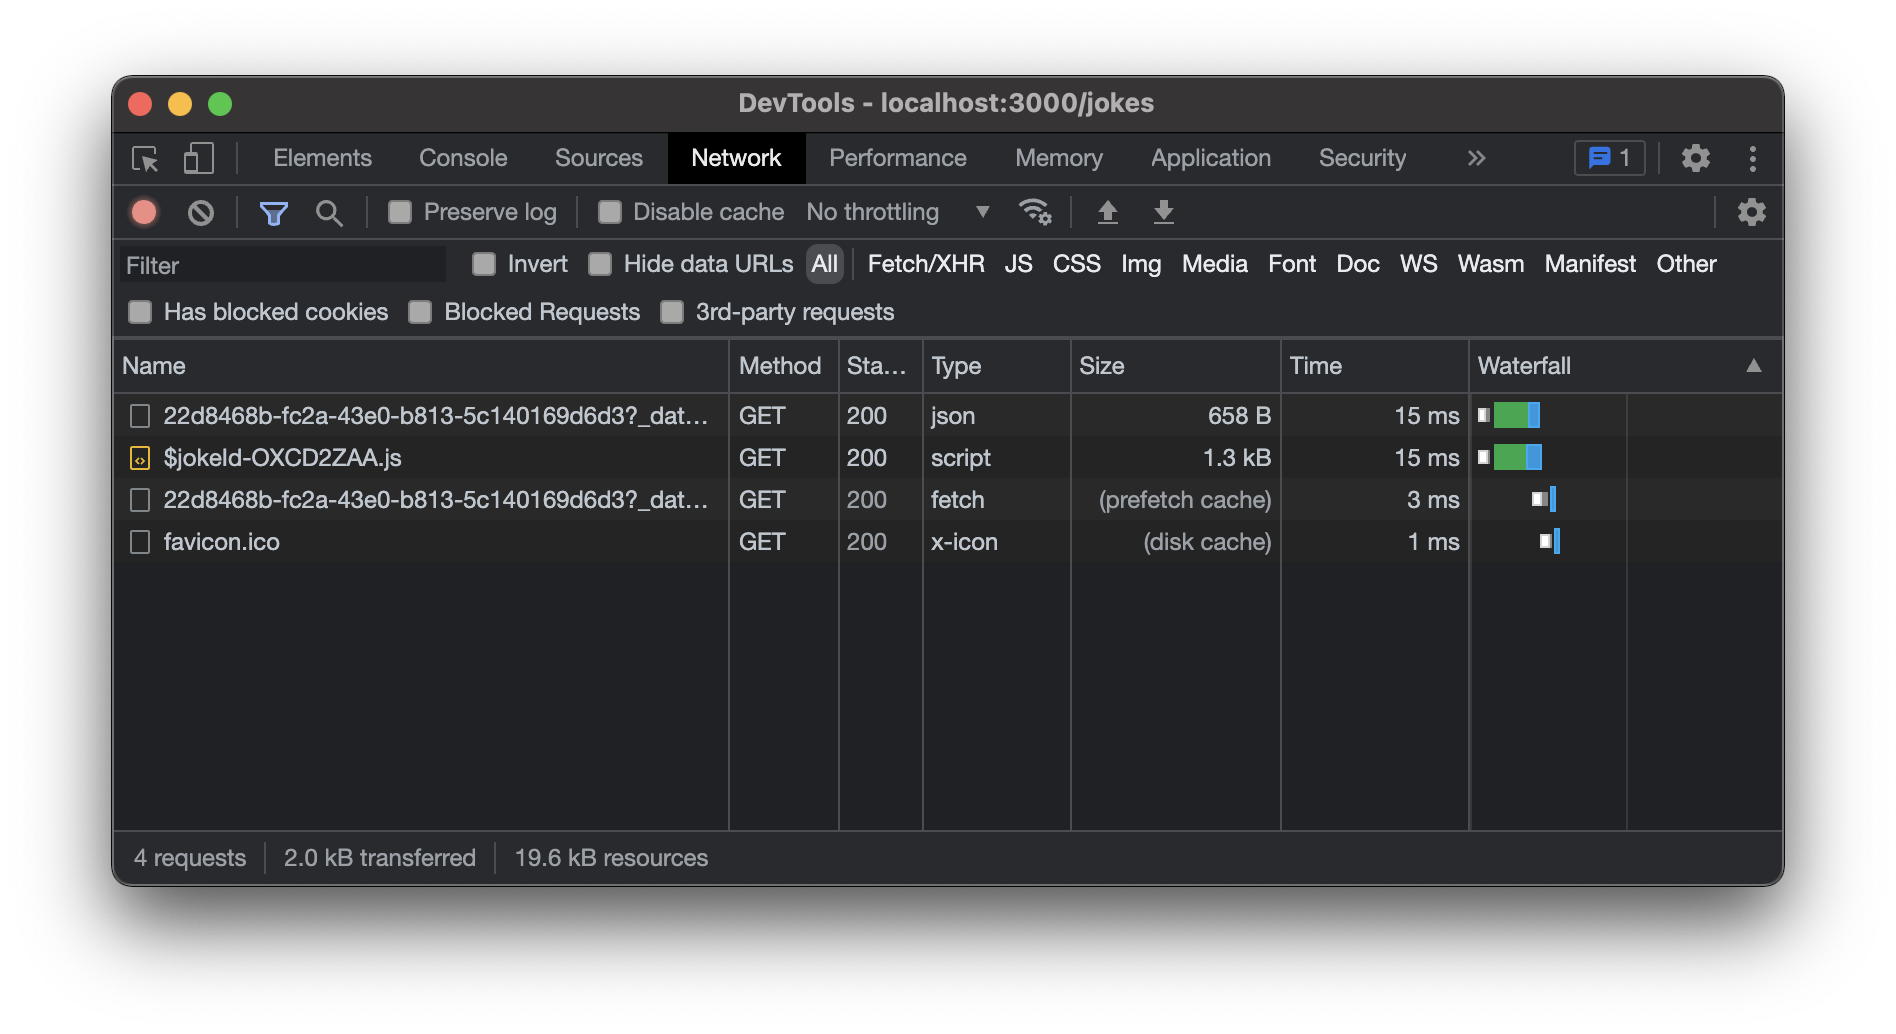 DevTools - localhost:3000/jokes
Elements Console Sources Network Performance Memory Application Security » 1
Preserve log Disable cache No throttling
Filter Invert Hide data URLs All Fetch/XHR JS CSS Img Media Font Doc WS Wasm Manifest Other
Has blocked cookies Blocked Requests 3rd-party requests
Name Method Sta... Type Size Time Waterfall
22d8468b-fc2a-43e0-b813-5c140169d6d3?_dat... GET 200 json 658 B 15 ms
$jokeId-OXCD2ZAA.js GET 200 script 1.3 kB 15 ms
22d8468b-fc2a-43e0-b813-5c140169d6d3?_dat... GET 200 fetch (prefetch cache) 3 ms
favicon.ico GET 200 x-icon (disk cache) 1 ms
4 requests 2.0 kB transferred 19.6 kB resources